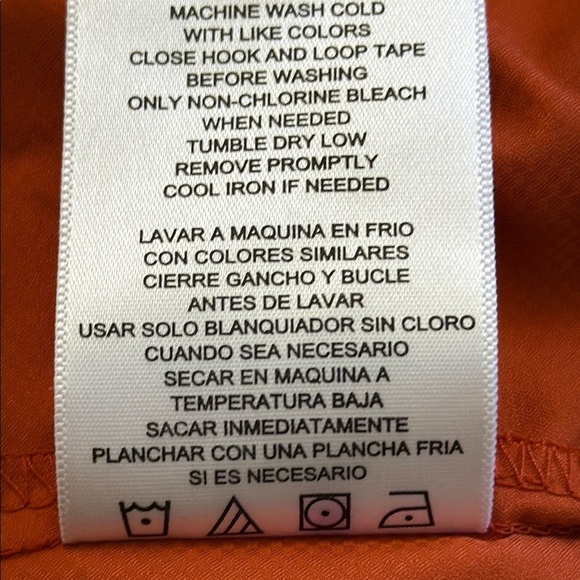 MACHINE WASH COLD
WITH LIKE COLORS
CLOSE HOOK AND LOOP TAPE
BEFORE WASHING
ONLY NON-CHLORINE BLEACH
WHEN NEEDED
TUMBLE DRY LOW
REMOVE PROMPTLY
COOL IRON IF NEEDED
LAVAR A MAQUINA EN FRIO
CON COLORES SIMILARES
CIERRE GANCHO Y BUCLE
ANTES DE LAVAR
USAR SOLO BLANQUIADOR SIN CLORO
CUANDO SEA NECESARIO
SECAR EN MAQUINA A
TEMPERATURA BAJA
SACAR INMEDIATAMENTE
PLANCHAR CON UNA PLANCHA FRIA
SI ES NECESARIO